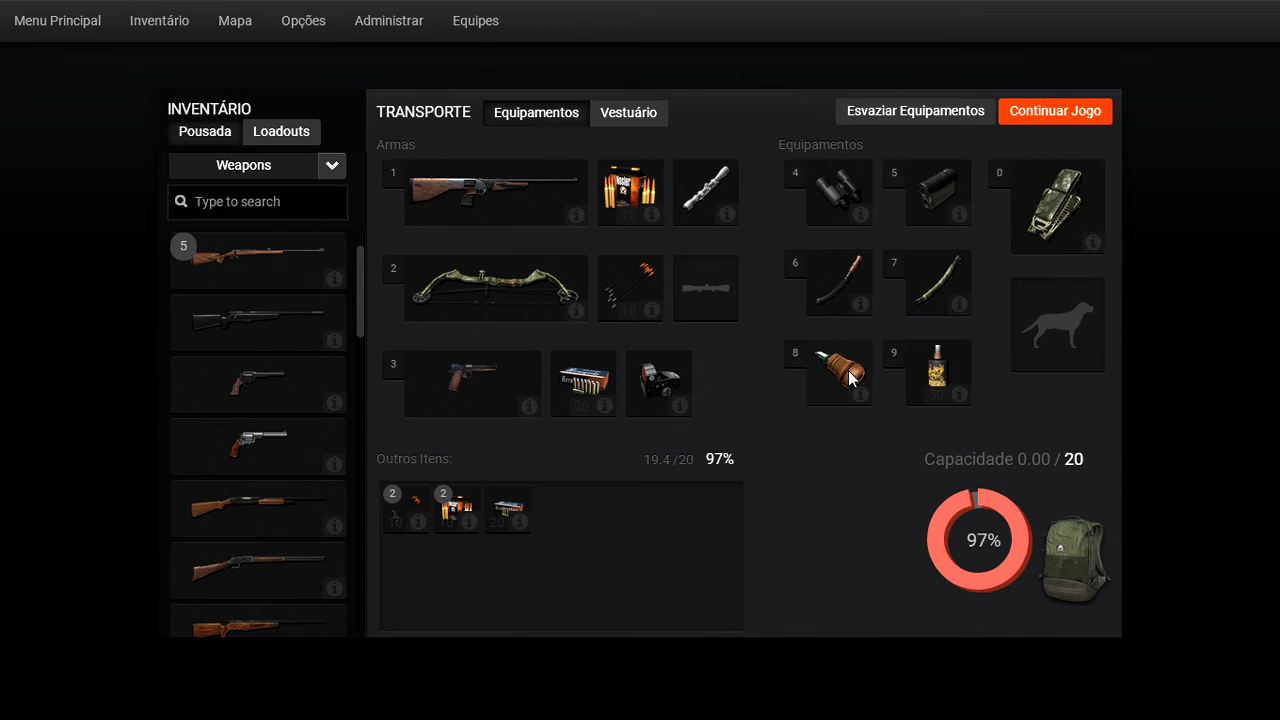 Menu Principal Inventário Mapa Opções Administrar Equipes
INVENTÁRIO
Pousada Loadouts
Weapons
Type to search
5
TRANSPORTE Equipamentos Vestuário Esvaziar Equipamentos Continuar Jogo
Armas
1
10
2
10
3
20
Equipamentos
4 5 0
6 7
8 9
50
Outros Itens: 19.4 /20 97%
2 2
10 10 20
Capacidade 0.00 / 20
97%